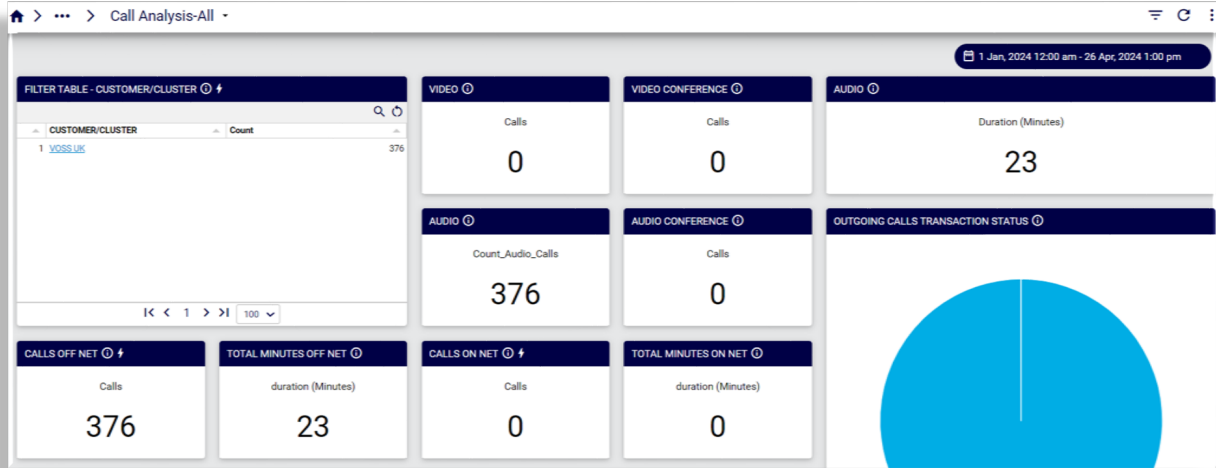 Call Analysis-All
1 Jan, 2024 12:00 am - 26 Apr, 2024 1:00 pm
FILTER TABLE - CUSTOMER/CLUSTER
CUSTOMER/CLUSTER Count
1 VOSS UK 376
1 100
VIDEO
Calls
0
VIDEO CONFERENCE
Calls
0
AUDIO
Duration (Minutes)
23
AUDIO
Count_Audio_Calls
376
AUDIO CONFERENCE
Calls
0
OUTGOING CALLS TRANSACTION STATUS
CALLS OFF NET
Calls
376
TOTAL MINUTES OFF NET
duration (Minutes)
23
CALLS ON NET
Calls
0
TOTAL MINUTES ON NET
duration (Minutes)
0